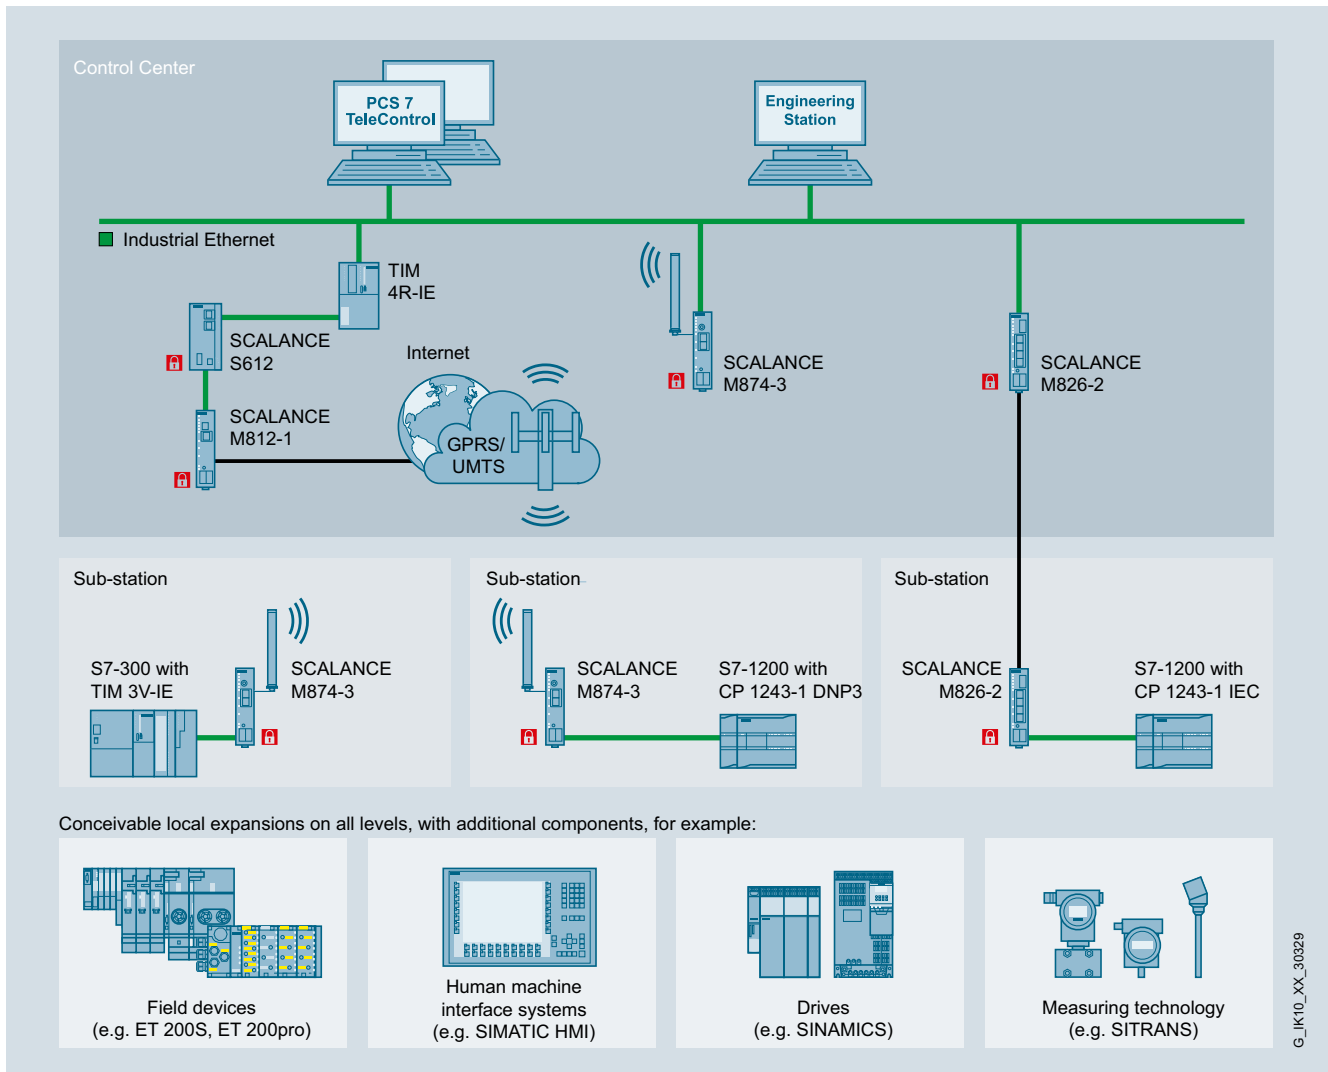 Control Center
PCS 7
TeleControl
Engineering
Station
Industrial Ethernet
TIM
4R-IE
SCALANCE
S612
Internet
SCALANCE
M874-3
SCALANCE
M826-2
SCALANCE
M812-1
GPRS/
UMTS
Sub-station
S7-300 with
TIM 3V-IE
SCALANCE
M874-3
Sub-station
SCALANCE
M874-3
S7-1200 with
CP 1243-1 DNP3
Sub-station
SCALANCE
M826-2
S7-1200 with
CP 1243-1 IEC
Conceivable local expansions on all levels, with additional components, for example:
Field devices
(e.g. ET 200S, ET 200pro)
Human machine
interface systems
(e.g. SIMATIC HMI)
Drives
(e.g. SINAMICS)
Measuring technology
(e.g. SITRANS)
G_IK10_XX_30329